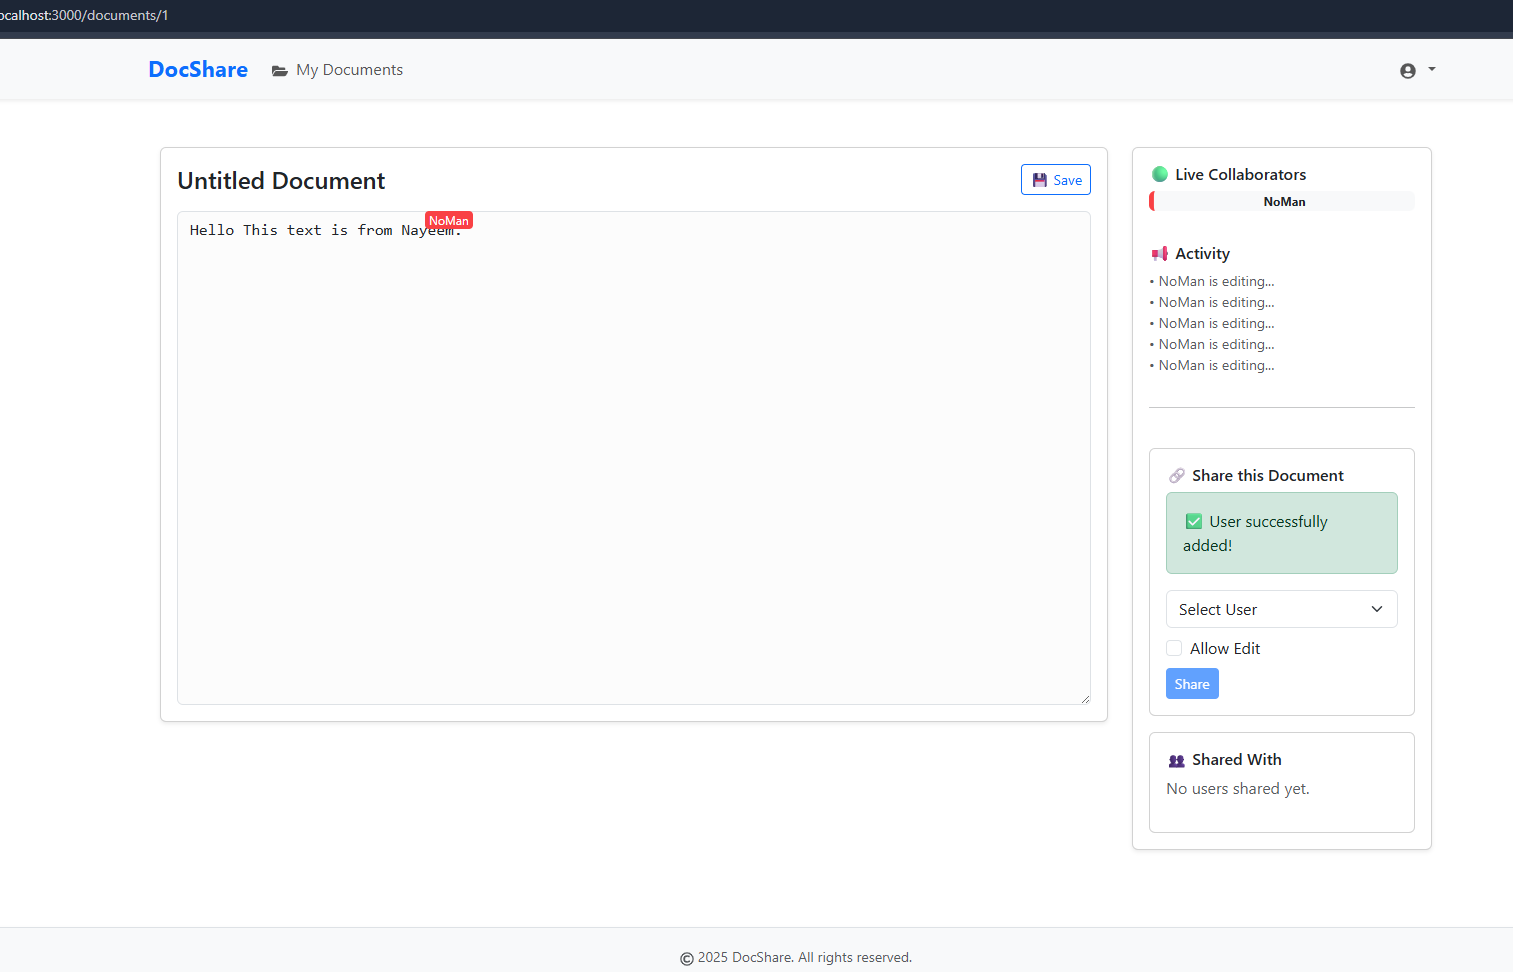 ocalhost:3000/documents/1
DocShare
My Documents
Untitled Document
Save
NoMan
Hello This text is from Nayeem.
Live Collaborators
NoMan
Activity
• NoMan is editing...
• NoMan is editing...
• NoMan is editing...
• NoMan is editing...
• NoMan is editing...
Share this Document
User successfully
added!
Select User
Allow Edit
Share
Shared With
No users shared yet.
© 2025 DocShare. All rights reserved.